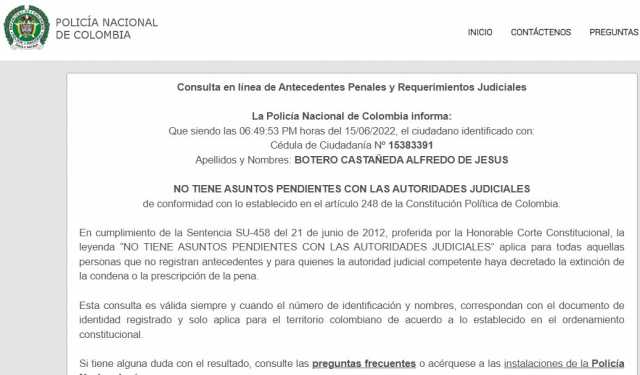 POLICÍA NACIONAL
DE COLOMBIA
INICIO CONTÁCTENOS PREGUNTAS
Consulta en línea de Antecedentes Penales y Requerimientos Judiciales
La Policía Nacional de Colombia informa:
Que siendo las 06:49:53 PM horas del 15/06/2022, el ciudadano identificado con:
Cédula de Ciudadanía Nº 15383391
Apellidos y Nombres: BOTERO CASTAÑEDA ALFREDO DE JESUS
NO TIENE ASUNTOS PENDIENTES CON LAS AUTORIDADES JUDICIALES
de conformidad con lo establecido en el artículo 248 de la Constitución Política de Colombia.
En cumplimiento de la Sentencia SU-458 del 21 de junio de 2012, proferida por la Honorable Corte Constitucional, la
leyenda "NO TIENE ASUNTOS PENDIENTES CON LAS AUTORIDADES JUDICIALES" aplica para todas aquellas
personas que no registran antecedentes y para quienes la autoridad judicial competente haya decretado la extinción de
la condena o la prescripción de la pena.
Esta consulta es válida siempre y cuando el número de identificación y nombres, correspondan con el documento de
identidad registrado y solo aplica para el territorio colombiano de acuerdo a lo establecido en el ordenamiento
constitucional.
Si tiene alguna duda con el resultado, consulte las preguntas frecuentes o acérquese a las instalaciones de la Policía